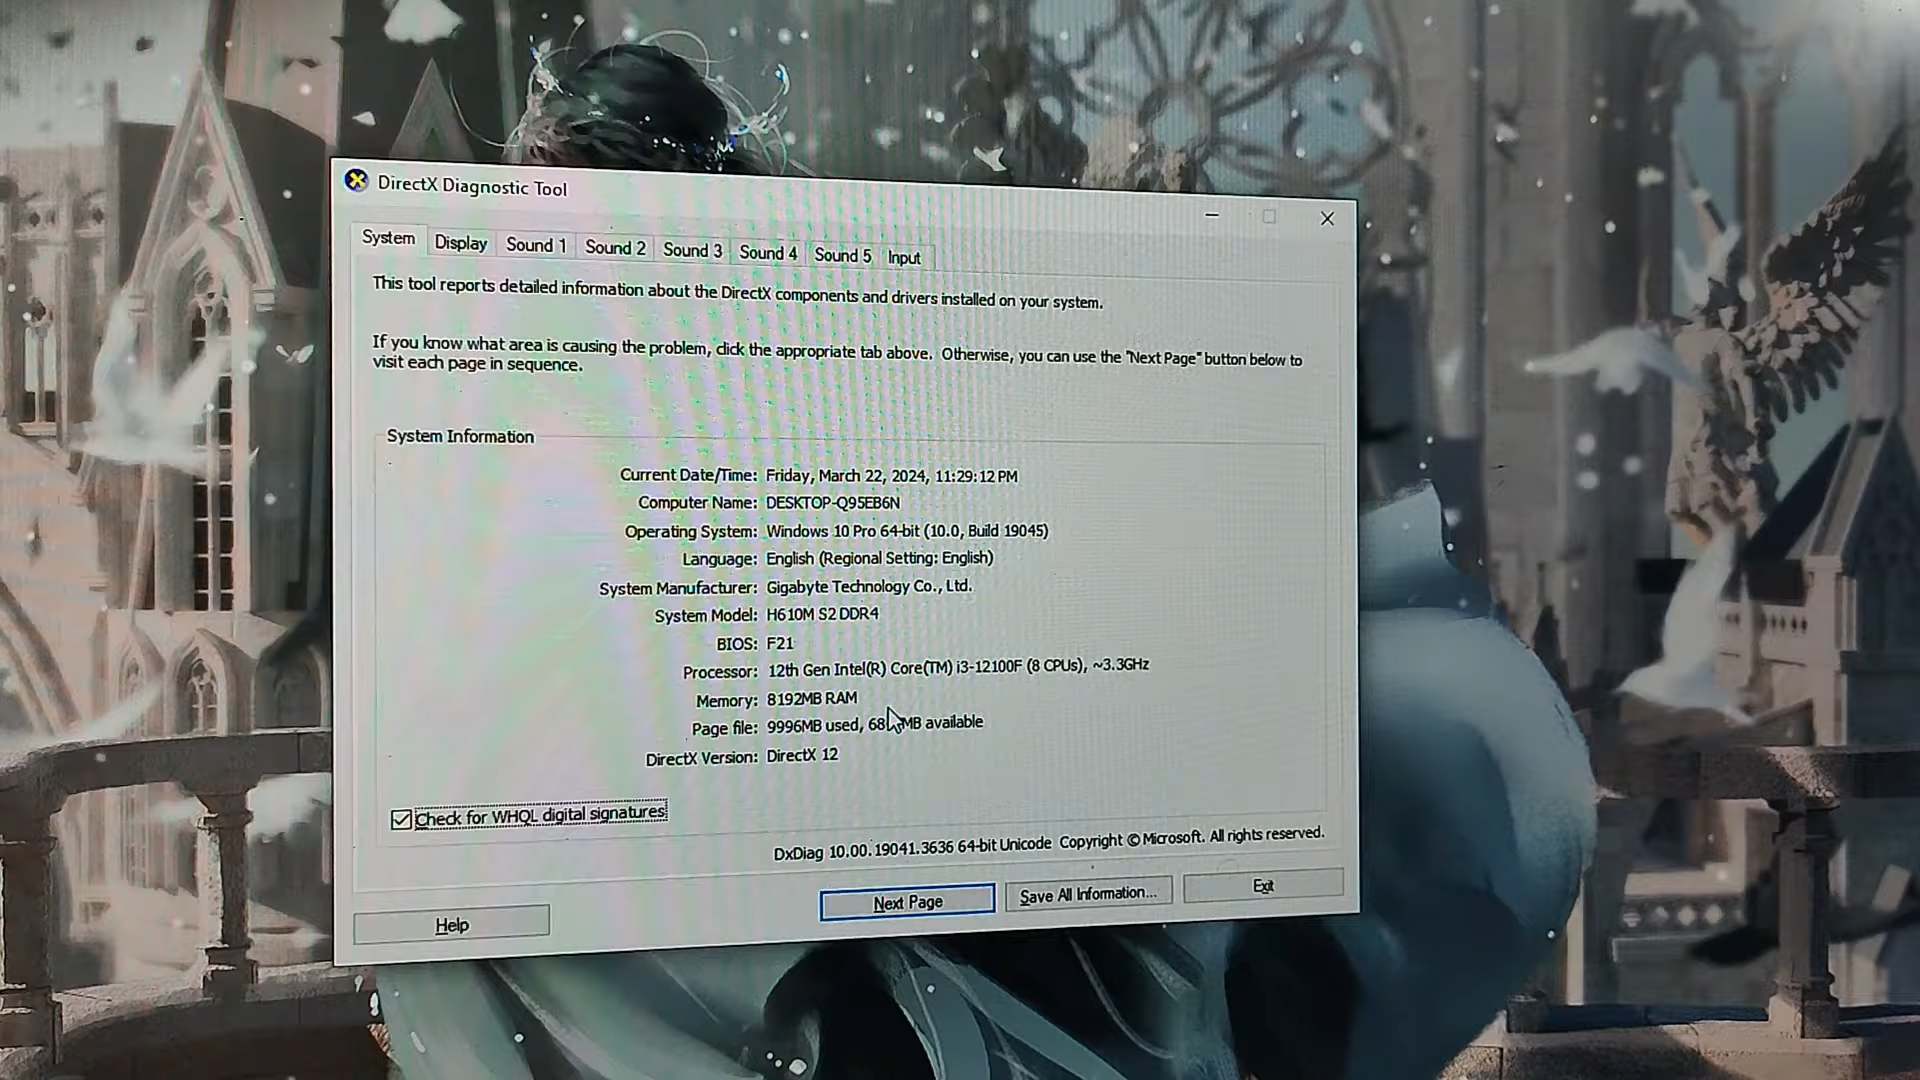 DirectX Diagnostic Tool
System Display Sound 1 Sound 2 Sound 3 Sound 4 Sound 5 Input
This tool reports detailed information about the DirectX components and drivers installed on your system.
If you know what area is causing the problem, click the appropriate tab above. Otherwise, you can use the "Next Page" button below to
visit each page in sequence.
System Information
Current Date/Time: Friday, March 22, 2024, 11:29:12 PM
Computer Name: DESKTOP-Q95EB6N
Operating System: Windows 10 Pro 64-bit (10.0, Build 19045)
Language: English (Regional Setting: English)
System Manufacturer: Gigabyte Technology Co., Ltd.
System Model: H610M S2 DDR4
BIOS: F21
Processor: 12th Gen Intel(R) Core(TM) i3-12100F (8 CPUs), ~3.3GHz
Memory: 8192MB RAM
Page file: 9996MB used, available
DirectX Version: DirectX 12
Check for WHQL digital signatures
DxDiag 10.00.19041.3636 64-bit Unicode Copyright © Microsoft. All rights reserved.
Help Next Page Save All Information... Exit